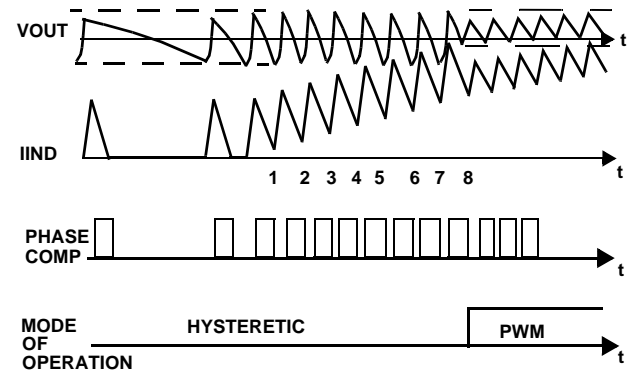 VOUT
t
IIND
t
1 2 3 4 5 6 7 8
PHASE
COMP
t
MODE
OF
OPERATION
HYSTERETIC
PWM
t